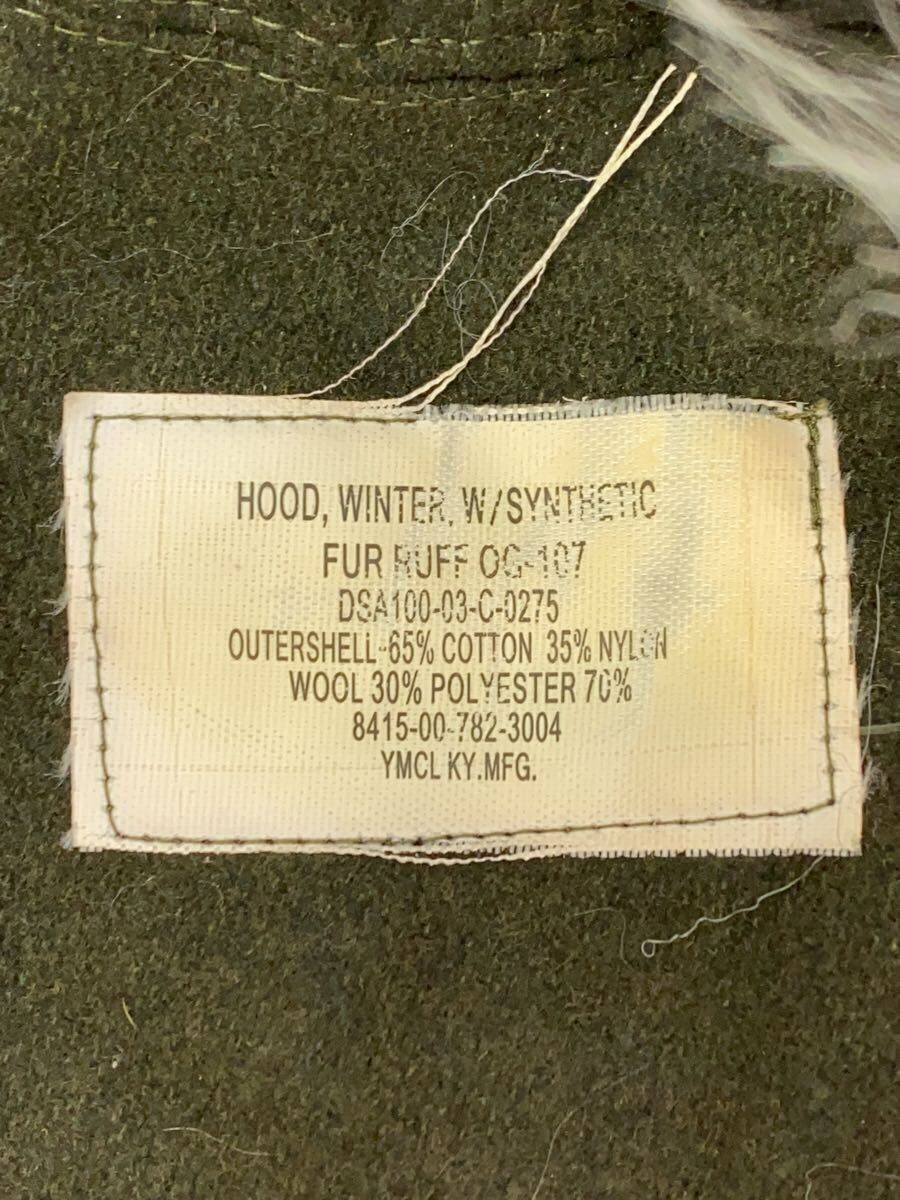 HOOD, WINTER, W/SYNTHETIC
FUR RUFF OG-107
DSA100-03-C-0275
OUTERSHELL-65% COTTON 35% NYLON
WOOL 30% POLYESTER 70%
8415-00-782-3004
YMCL KY.MFG.